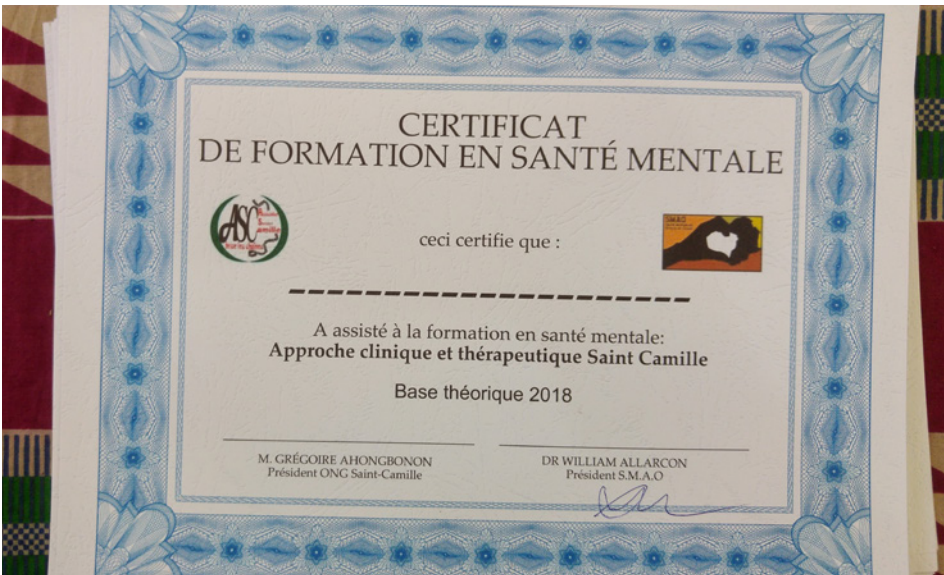 CERTIFICAT
DE FORMATION EN SANTÉ MENTALE
ASC
ceci certifie que :
A assisté à la formation en santé mentale:
Approche clinique et thérapeutique Saint Camille
Base théorique 2018
M. GRÉGOIRE AHONGBONON
Président ONG Saint-Camille
DR WILLIAM ALLARCON
Président S.M.A.O